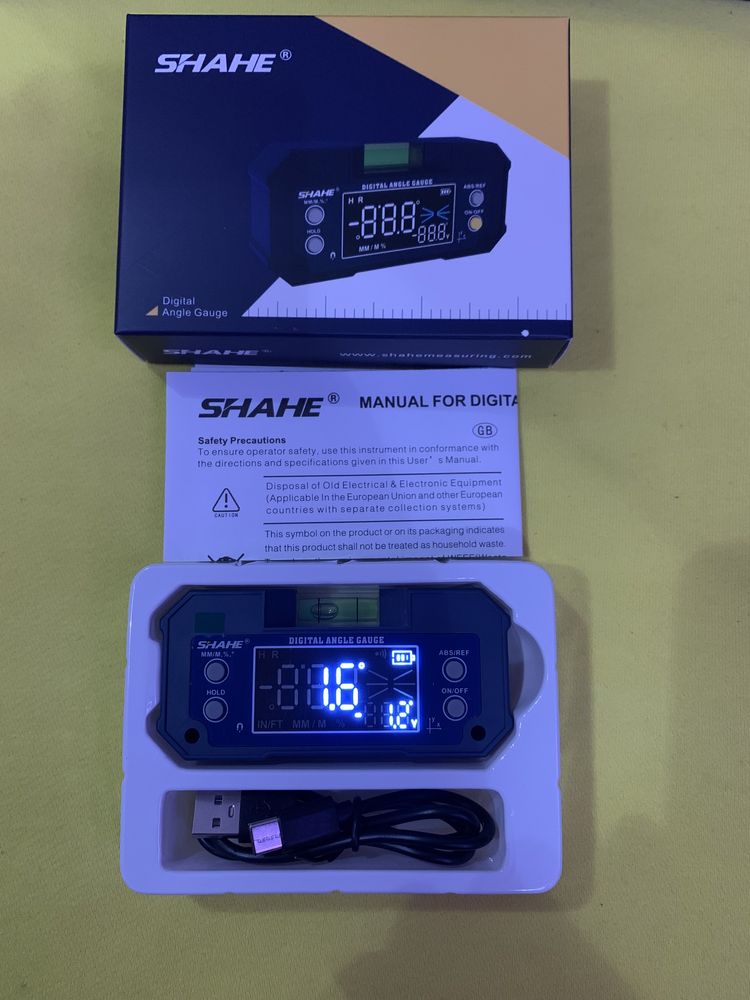 SHAHE®
SHAHE®
DIGITAL ANGLE GAUGE
MM/M,%,°
ABS/REF
H R
-88.8°
HOLD
ON/OFF
-88.8
MM/M %
Digital
Angle Gauge
SHAHE®
www.shahemeasuring.com
SHAHE® MANUAL FOR DIGITA
GB
Safety Precautions
To ensure operator safety, use this instrument in conformance with
the directions and specifications given in this User's Manual.
Disposal of Old Electrical & Electronic Equipment
(Applicable In the European Union and other European
countries with separate collection systems)
CAUTION
This symbol on the product or on its packaging indicates
that this product shall not be treated as household waste.
SHAHE®
DIGITAL ANGLE GAUGE
MM/M,%,°
ABS/REF
H R
1.6°
HOLD
ON/OFF
1.2 Y
IN/FT MM/M %
y x